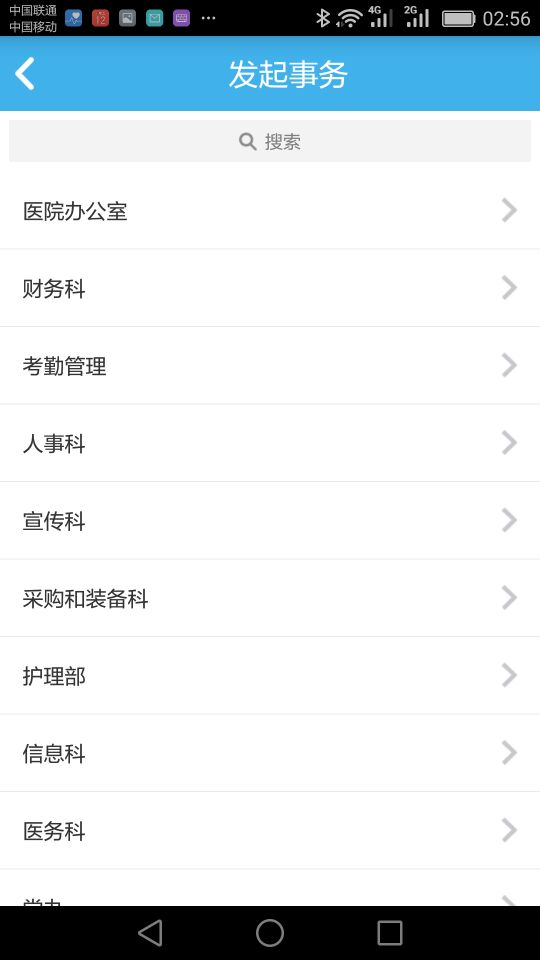 中国联通
中国移动
12
4G
2G
02:56
发起事务
搜索
医院办公室
财务科
考勤管理
人事科
宣传科
采购和装备科
护理部
信息科
医务科